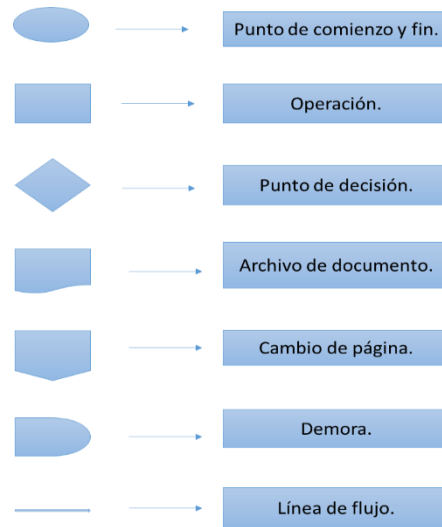 Punto de comienzo y fin.
Operación.
Punto de decisión.
Archivo de documento.
Cambio de página.
Demora.
Línea de flujo.